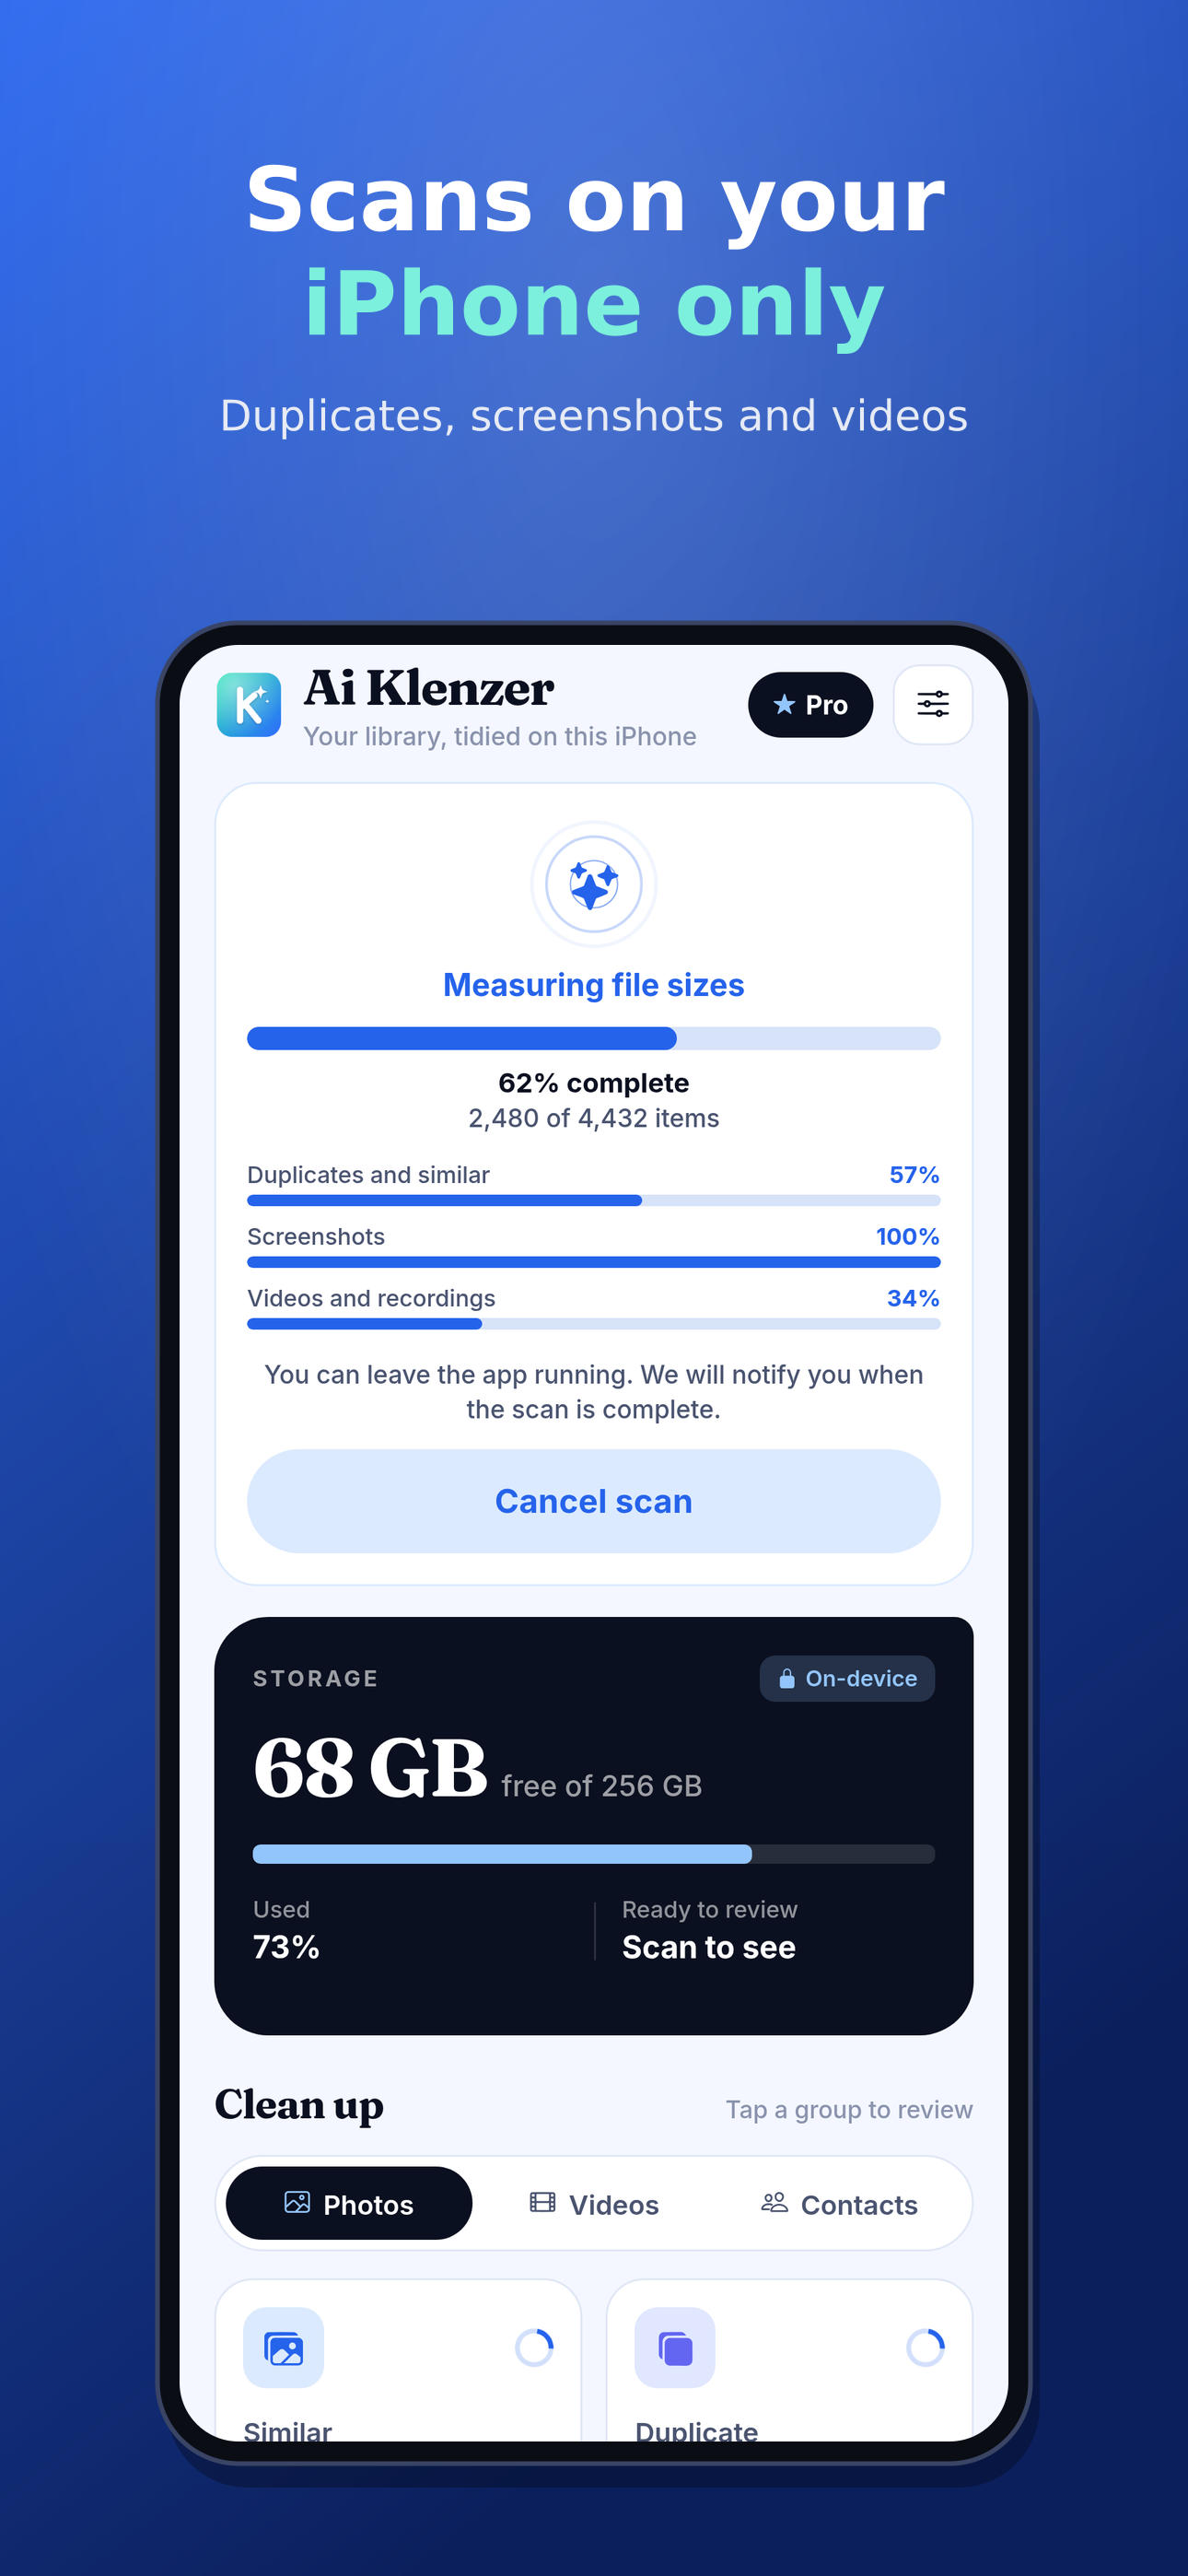 Scans on your
iPhone only
Duplicates, screenshots and videos
Ai Klenzer
Your library, tidied on this iPhone
Pro
Measuring file sizes
62% complete
2,480 of 4,432 items
Duplicates and similar 57%
Screenshots 100%
Videos and recordings 34%
You can leave the app running. We will notify you when
the scan is complete.
Cancel scan
STORAGE
On-device
68 GB free of 256 GB
Used
73%
Ready to review
Scan to see
Clean up
Tap a group to review
Photos
Videos
Contacts
Similar
Duplicate